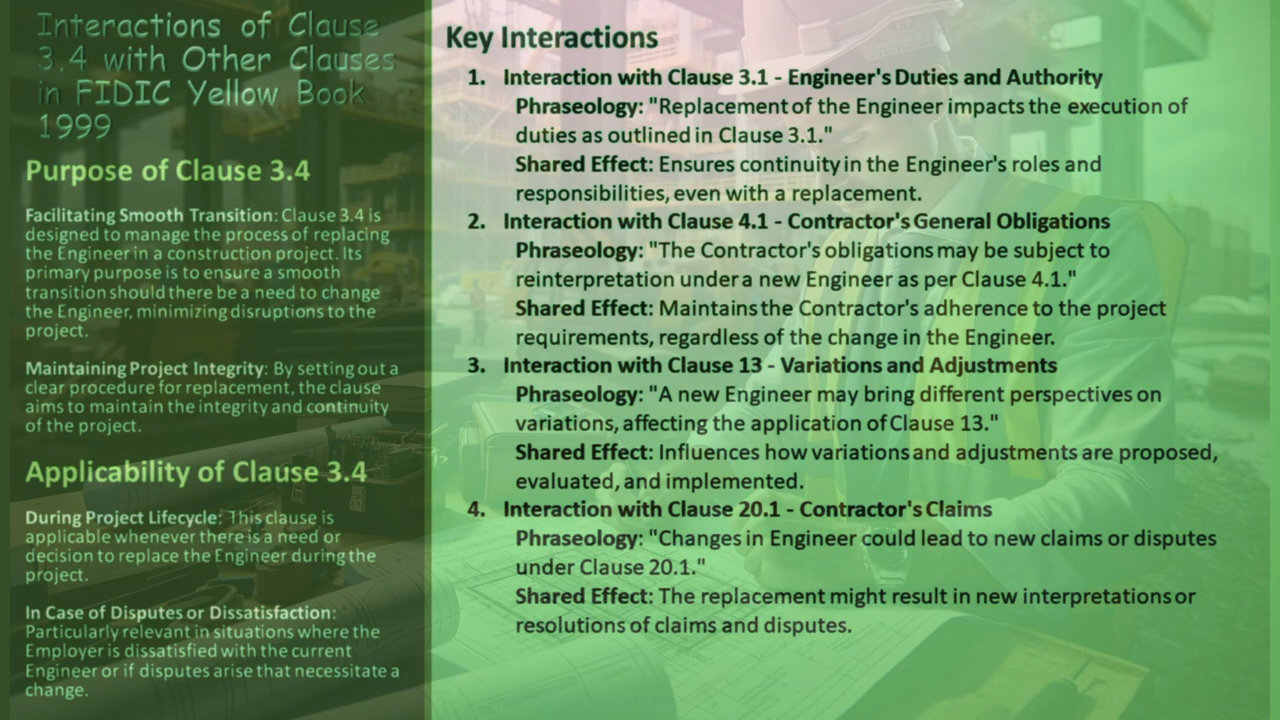 Interactions of Clause
3.4 with Other Clauses
in FIDIC Yellow Book
1999
Purpose of Clause 3.4
Facilitating Smooth Transition: Clause 3.4 is
designed to manage the process of replacing
the Engineer in a construction project. Its
primary purpose is to ensure a smooth
transition should there be a need to change
the Engineer, minimizing disruptions to the
project.
Maintaining Project Integrity: By setting out a
clear procedure for replacement, the clause
aims to maintain the integrity and continuity
of the project.
Applicability of Clause 3.4
During Project Lifecycle: This clause is
applicable whenever there is a need or
decision to replace the Engineer during the
project.
In Case of Disputes or Dissatisfaction:
Particularly relevant in situations where the
Employer is dissatisfied with the current
Engineer or if disputes arise that necessitate a
change.
Key Interactions
1. Interaction with Clause 3.1 - Engineer's Duties and Authority
Phraseology: "Replacement of the Engineer impacts the execution of
duties as outlined in Clause 3.1."
Shared Effect: Ensures continuity in the Engineer's roles and
responsibilities, even with a replacement.
2. Interaction with Clause 4.1 - Contractor's General Obligations
Phraseology: "The Contractor's obligations may be subject to
reinterpretation under a new Engineer as per Clause 4.1."
Shared Effect: Maintains the Contractor's adherence to the project
requirements, regardless of the change in the Engineer.
3. Interaction with Clause 13 - Variations and Adjustments
Phraseology: "A new Engineer may bring different perspectives on
variations, affecting the application of Clause 13."
Shared Effect: Influences how variations and adjustments are proposed,
evaluated, and implemented.
4. Interaction with Clause 20.1 - Contractor's Claims
Phraseology: "Changes in Engineer could lead to new claims or disputes
under Clause 20.1."
Shared Effect: The replacement might result in new interpretations or
resolutions of claims and disputes.